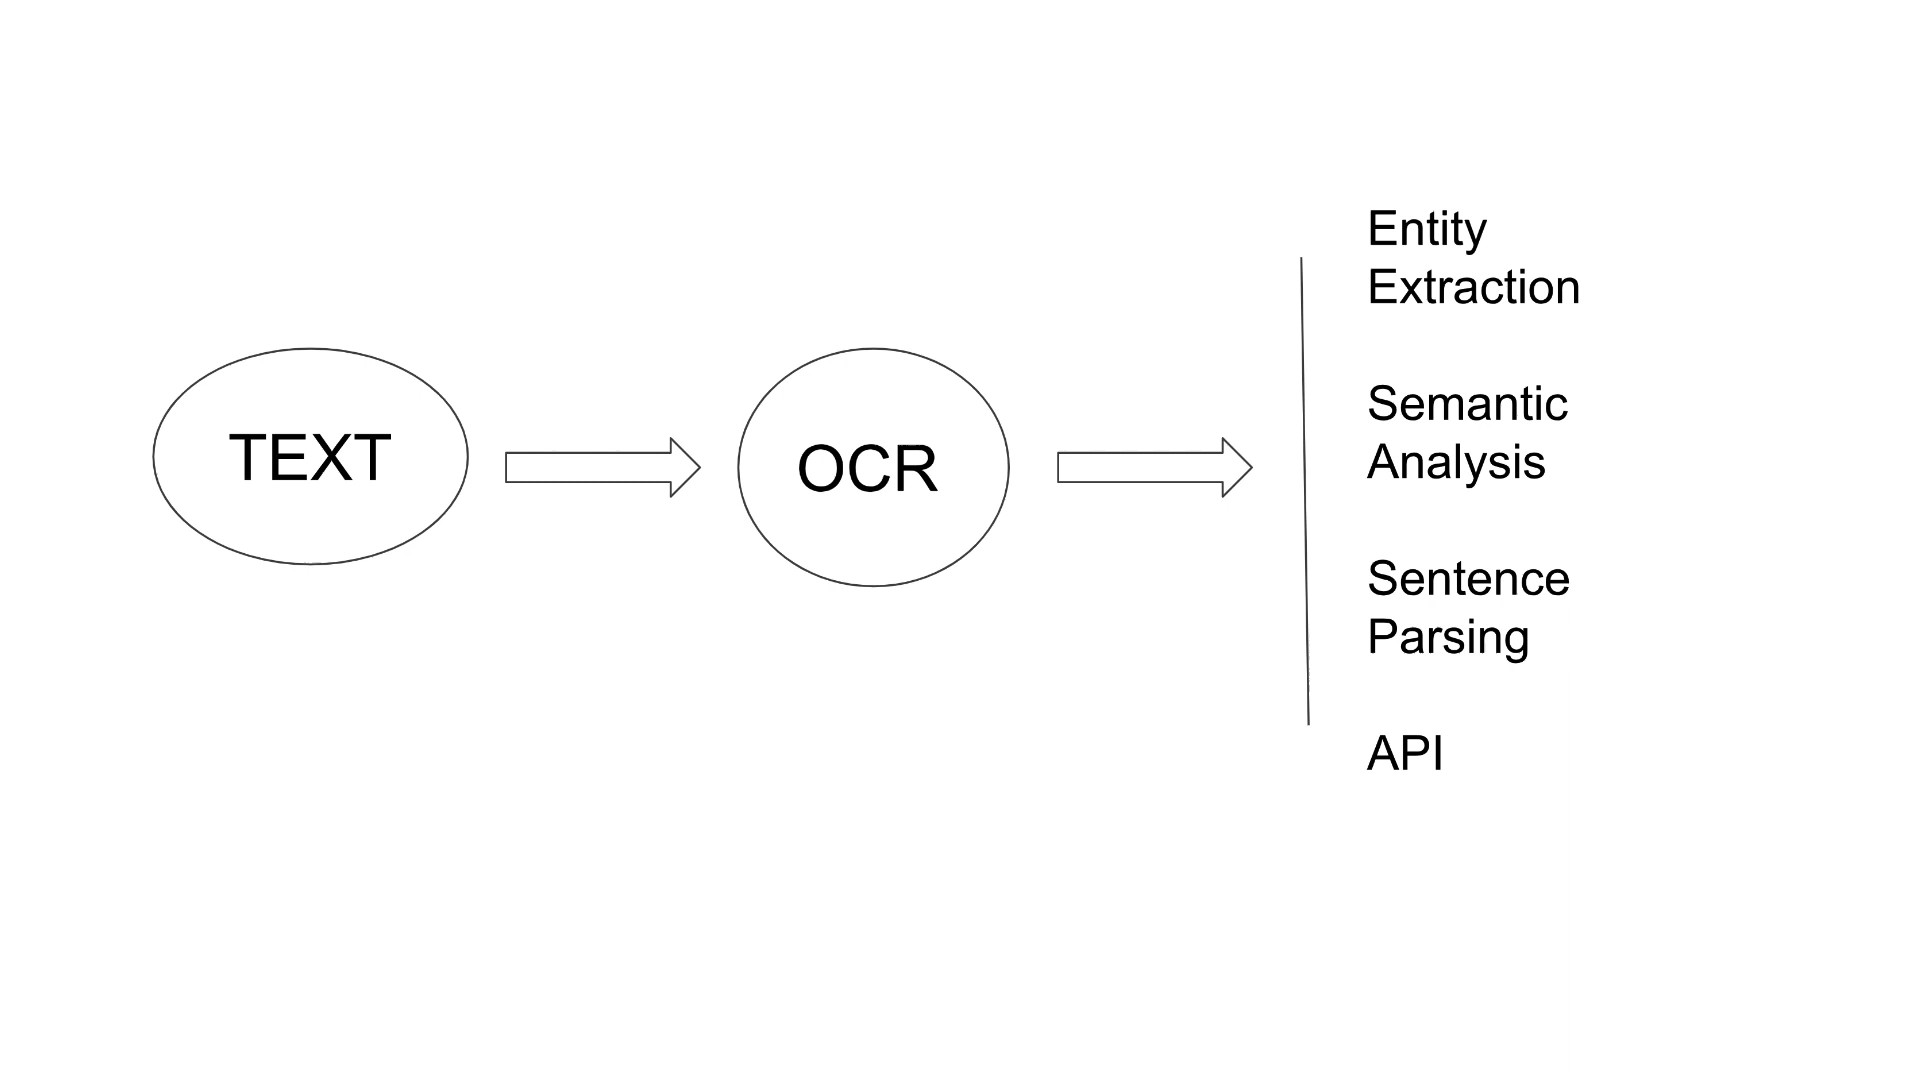 TEXT
OCR
Entity
Extraction
Semantic
Analysis
Sentence
Parsing
API